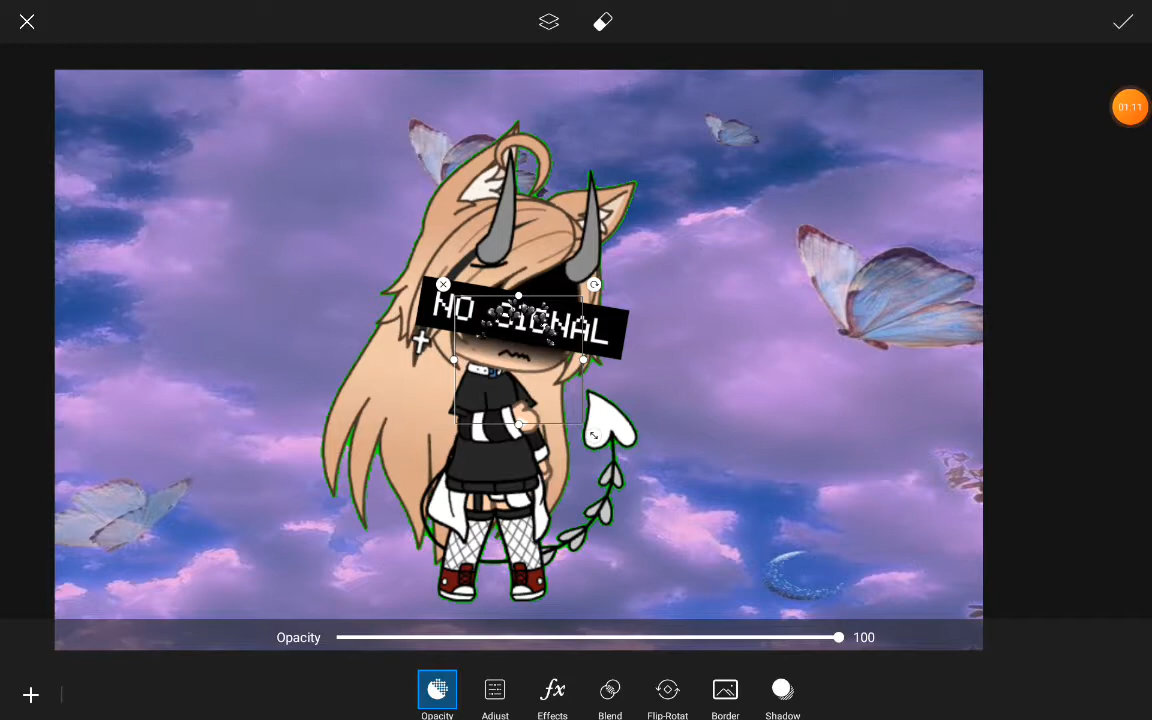 01:11
NO SIGNAL
Opacity 100
Opacity Adjust Effects Blend Flip-Rotat Border Shadow